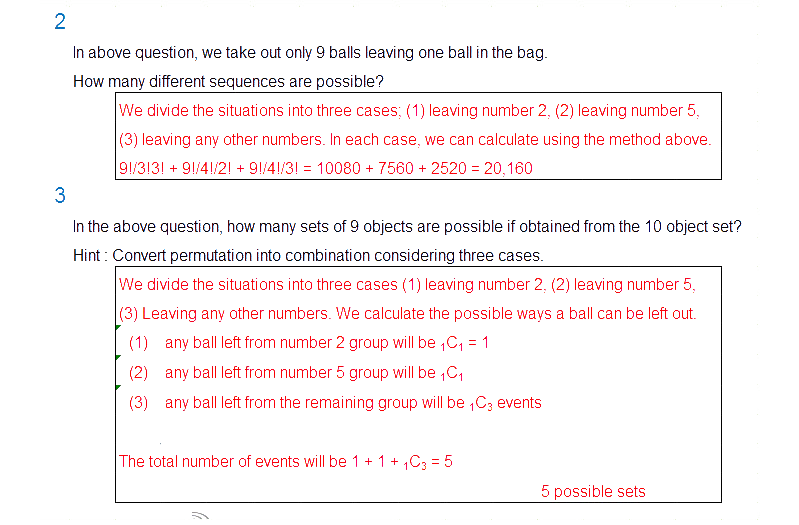 2
In above question, we take out only 9 balls leaving one ball in the bag.
How many different sequences are possible?
We divide the situations into three cases; (1) leaving number 2, (2) leaving number 5,
(3) leaving any other numbers. In each case, we can calculate using the method above.
9!/3!3! + 9!/4!/2! + 9!/4!/3! = 10080 + 7560 + 2520 = 20,160
3
In the above question, how many sets of 9 objects are possible if obtained from the 10 object set?
Hint : Convert permutation into combination considering three cases.
We divide the situations into three cases (1) leaving number 2, (2) leaving number 5,
(3) Leaving any other numbers. We calculate the possible ways a ball can be left out.
(1) any ball left from number 2 group will be ₁C₁ = 1
(2) any ball left from number 5 group will be ₁C₁
(3) any ball left from the remaining group will be ₁C₃ events
The total number of events will be 1 + 1 + ₁C₃ = 5
5 possible sets